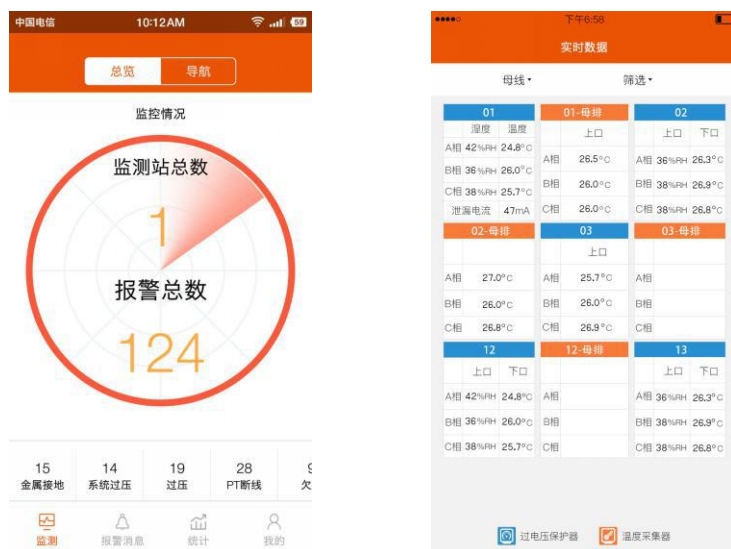 中国电信 10:12AM 59
总览 导航
监控情况
监测站总数
1
报警总数
124
15 14 19 28 9
金属接地 系统过压 过压 PT断线 欠
监测 报警消息 统计 我的
下午6:58
实时数据
母线 筛选
01 01-母排 02
湿度 温度 上口 上口 下口
A相 42%RH 24.8°C A相 26.5°C A相 36%RH 26.3°C
B相 36%RH 26.0°C B相 26.0°C B相 38%RH 26.9°C
C相 38%RH 25.7°C C相 26.0°C C相 38%RH 26.8°C
泄漏电流 47mA
02-母排 03 03-母排
上口
A相 27.0°C A相 25.7°C A相
B相 26.0°C B相 26.0°C B相
C相 26.8°C C相 26.9°C C相
12 12-母排 13
上口 下口 上口 下口
A相 42%RH 24.8°C A相 A相 36%RH 26.3°C
B相 36%RH 26.0°C B相 B相 38%RH 26.9°C
C相 38%RH 25.7°C C相 C相 38%RH 26.8°C
过电压保护器 温度采集器